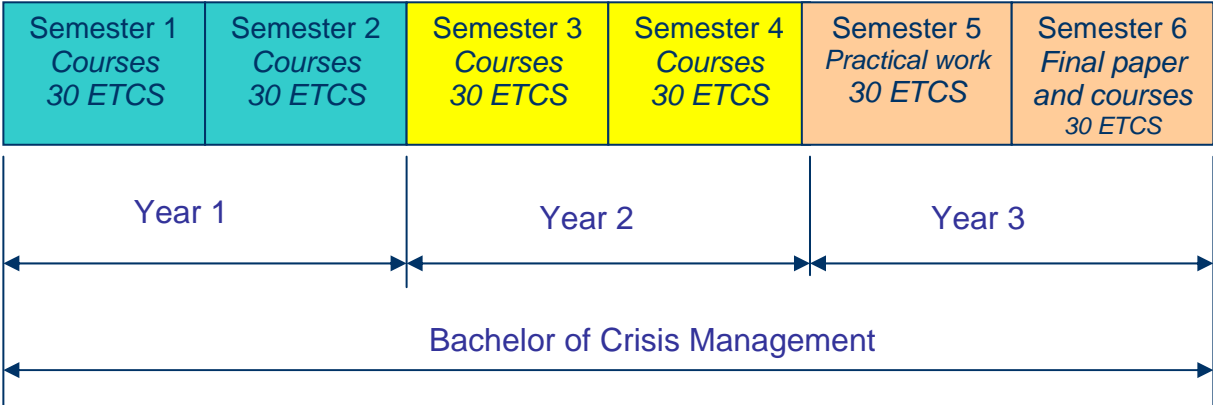 Semester 1
Courses
30 ETCS
Semester 2
Courses
30 ETCS
Semester 3
Courses
30 ETCS
Semester 4
Courses
30 ETCS
Semester 5
Practical work
30 ETCS
Semester 6
Final paper
and courses
30 ETCS
Year 1
Year 2
Year 3
Bachelor of Crisis Management